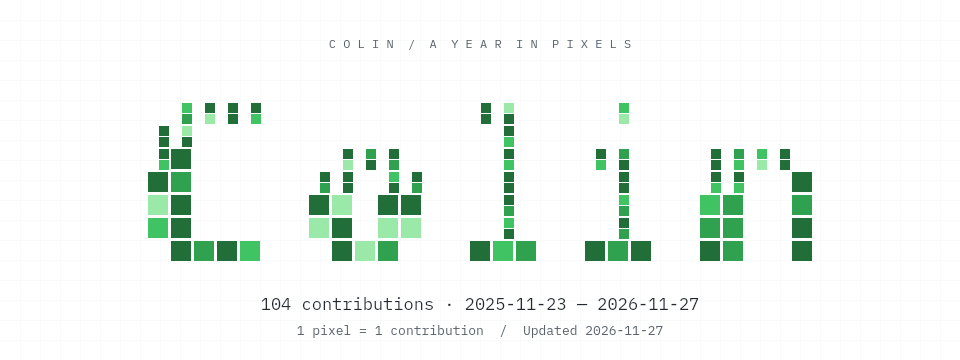 COLIN / A YEAR IN PIXELS
Colin
104 contributions · 2025-11-23 — 2026-11-27
1 pixel = 1 contribution / Updated 2026-11-27